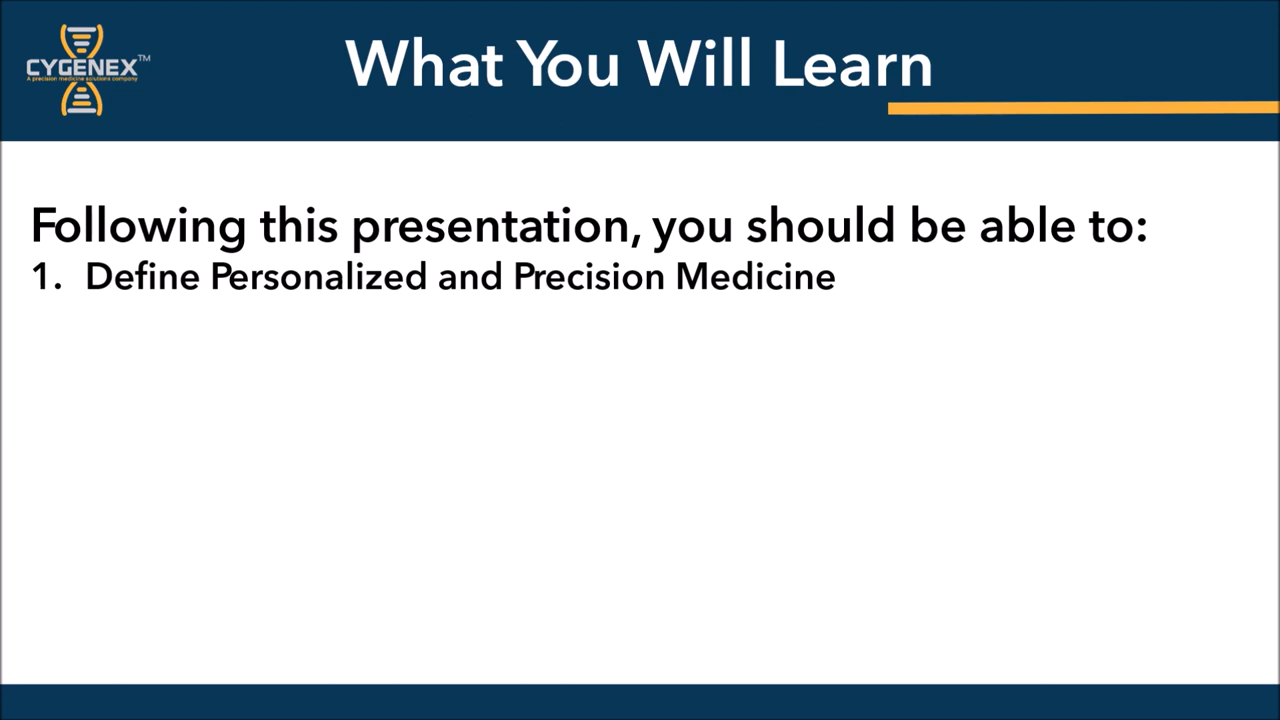 CYGENEX™
A precision medicine solutions company
What You Will Learn
Following this presentation, you should be able to:
1. Define Personalized and Precision Medicine